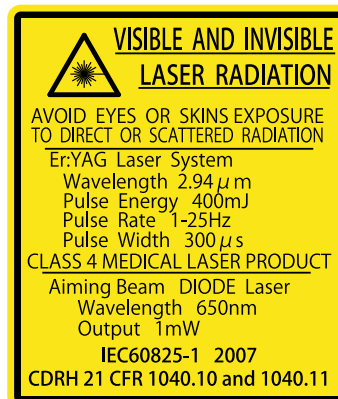 VISIBLE AND INVISIBLE
LASER RADIATION
AVOID EYES OR SKINS EXPOSURE
TO DIRECT OR SCATTERED RADIATION
Er:YAG Laser System
Wavelength 2.94μm
Pulse Energy 400mJ
Pulse Rate 1-25Hz
Pulse Width 300μs
CLASS 4 MEDICAL LASER PRODUCT
Aiming Beam DIODE Laser
Wavelength 650nm
Output 1mW
IEC60825-1 2007
CDRH 21 CFR 1040.10 and 1040.11